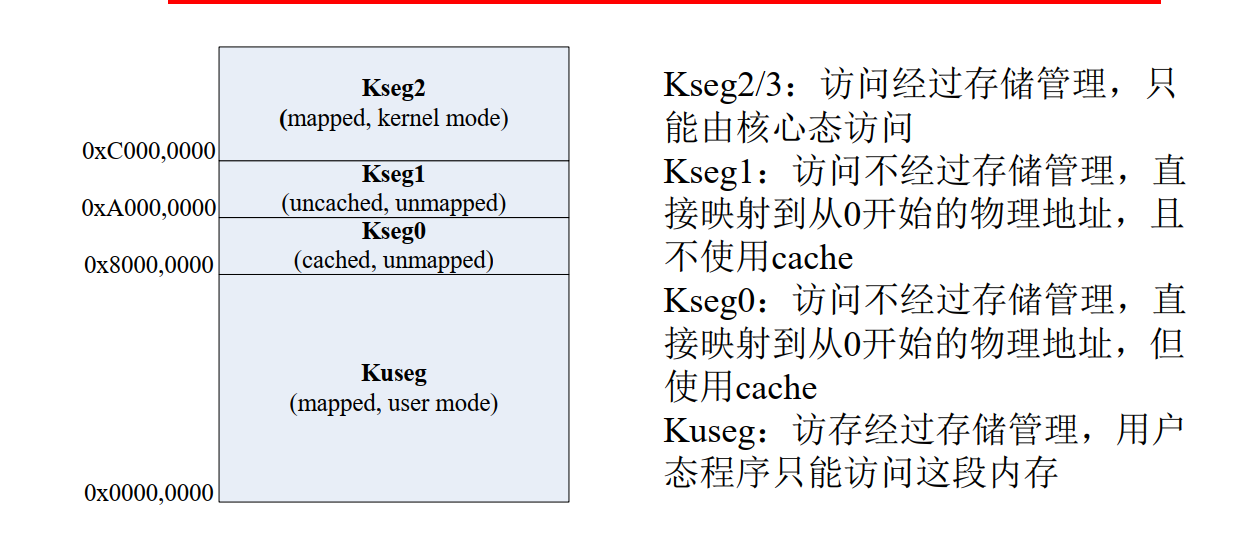 Kseg2
(mapped, kernel mode)
0xC000,0000
Kseg1
(uncached, unmapped)
0xA000,0000
Kseg0
(cached, unmapped)
0x8000,0000
Kuseg
(mapped, user mode)
0x0000,0000
Kseg2/3：访问经过存储管理，只
能由核心态访问
Kseg1：访问不经过存储管理，直
接映射到从0开始的物理地址，且
不使用cache
Kseg0：访问不经过存储管理，直
接映射到从0开始的物理地址，但
使用cache
Kuseg：访存经过存储管理，用户
态程序只能访问这段内存